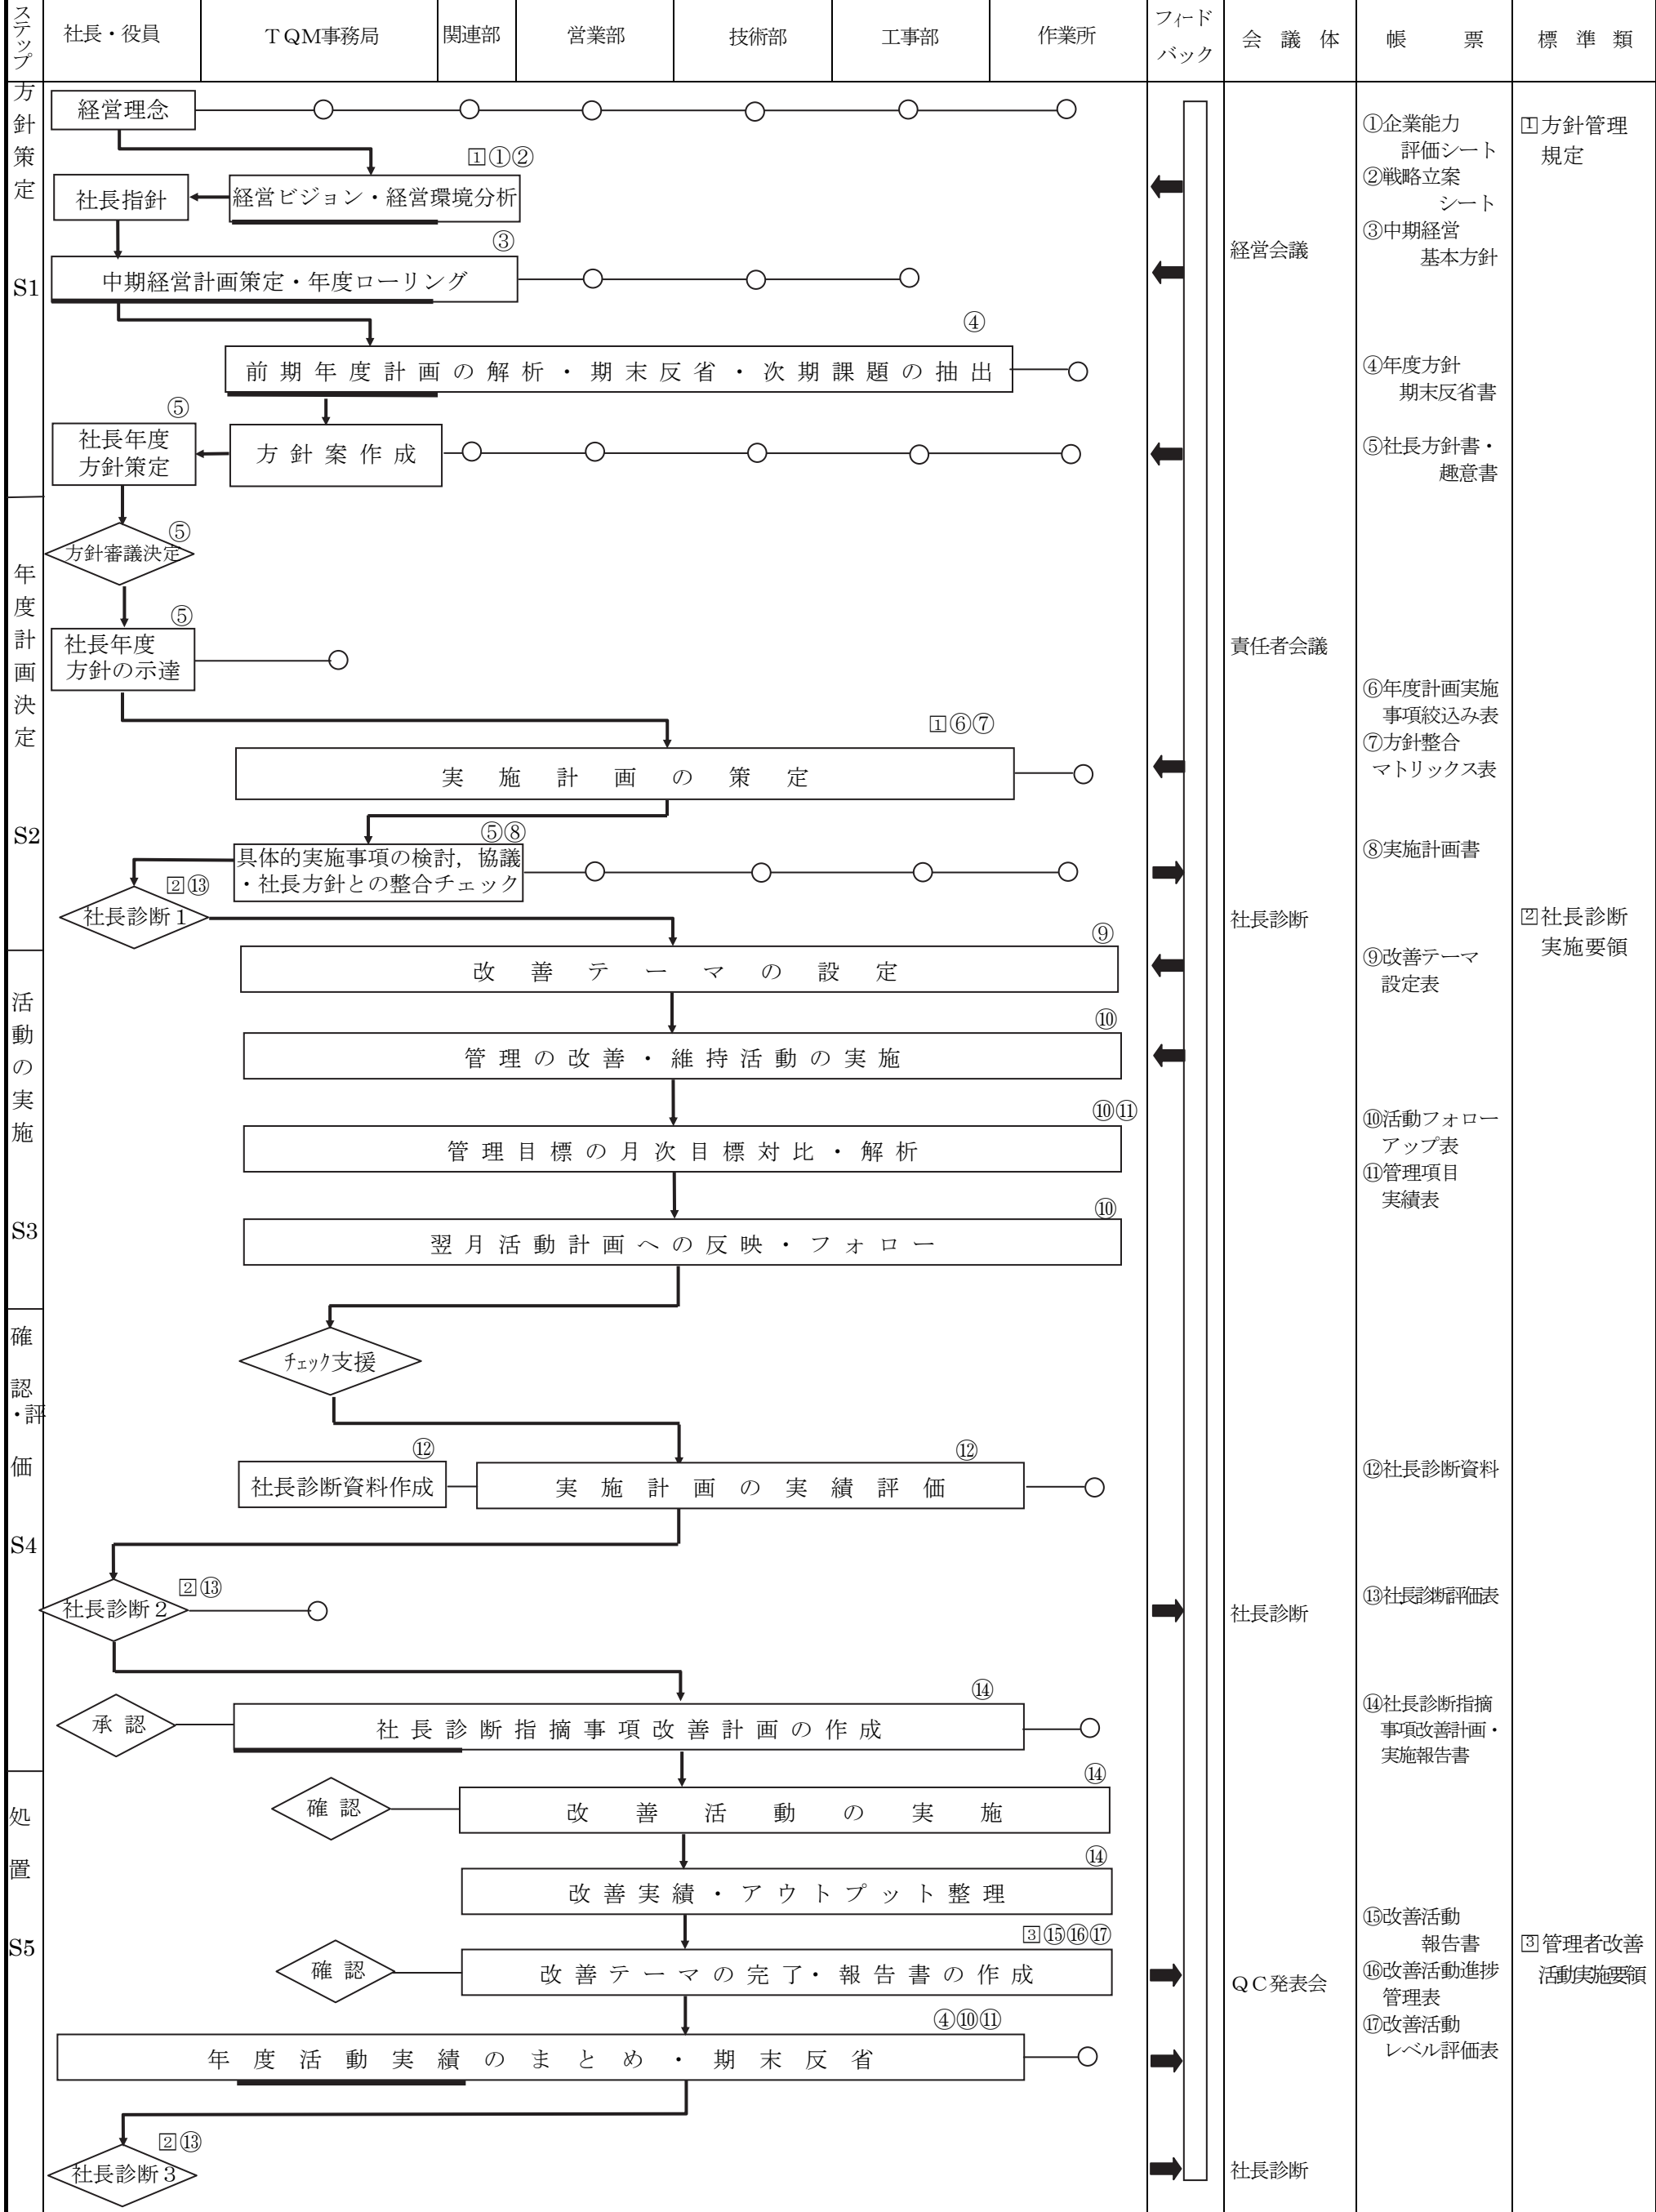 ステップ
社長・役員
ＴＱＭ事務局
関連部
営業部
技術部
工事部
作業所
フィード
バック
会議体
帳票
標準類
方針策定
S1
経営理念
1①②
社長指針
経営ビジョン・経営環境分析
③
中期経営計画策定・年度ローリング
④
前期年度計画の解析・期末反省・次期課題の抽出
⑤
社長年度
方針策定
方針案作成
経営会議
①企業能力
評価シート
②戦略立案
シート
③中期経営
基本方針
④年度方針
期末反省書
⑤社長方針書・
趣意書
1方針管理
規定
年度計画決定
S2
⑤
方針審議決定
⑤
社長年度
方針の示達
1⑥⑦
実施計画の策定
⑤⑧
具体的実施事項の検討，協議
・社長方針との整合チェック
2⑬
社長診断１
責任者会議
社長診断
⑥年度計画実施
事項絞込み表
⑦方針整合
マトリックス表
⑧実施計画書
2社長診断
実施要領
活動の実施
S3
⑨
改善テーマの設定
⑩
管理の改善・維持活動の実施
⑩⑪
管理目標の月次目標対比・解析
⑩
翌月活動計画への反映・フォロー
⑨改善テーマ
設定表
⑩活動フォロー
アップ表
⑪管理項目
実績表
確認・評価
S4
チェック支援
⑫
社長診断資料作成
⑫
実施計画の実績評価
2⑬
社長診断２
⑭
承認
社長診断指摘事項改善計画の作成
社長診断
⑫社長診断資料
⑬社長診断評価表
⑭社長診断指摘
事項改善計画・
実施報告書
処置
S5
⑭
確認
改善活動の実施
⑭
改善実績・アウトプット整理
3⑮⑯⑰
確認
改善テーマの完了・報告書の作成
④⑩⑪
年度活動実績のまとめ・期末反省
2⑬
社長診断３
ＱＣ発表会
社長診断
⑮改善活動
報告書
⑯改善活動進捗
管理表
⑰改善活動
レベル評価表
3管理者改善
活動実施要領